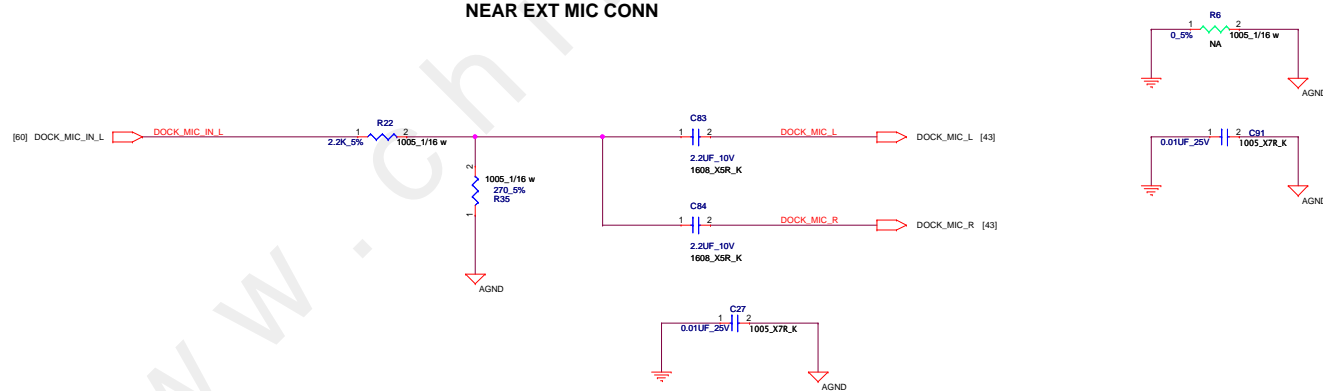 NEAR EXT MIC CONN
R6
1 2
0_5% 1005_1/16 w
NA
AGND
[60] DOCK_MIC_IN_L DOCK_MIC_IN_L
R22
1 2
2.2K_5% 1005_1/16 w
C83
1 2 DOCK_MIC_L DOCK_MIC_L [43]
2.2UF_10V
1608_X5R_K
1 2 C91
0.01UF_25V 1005_X7R_K
AGND
2
1005_1/16 w
270_5%
R35
1
AGND
C84
1 2 DOCK_MIC_R DOCK_MIC_R [43]
2.2UF_10V
1608_X5R_K
C27
1 2
0.01UF_25V 1005_X7R_K
AGND
www.ch